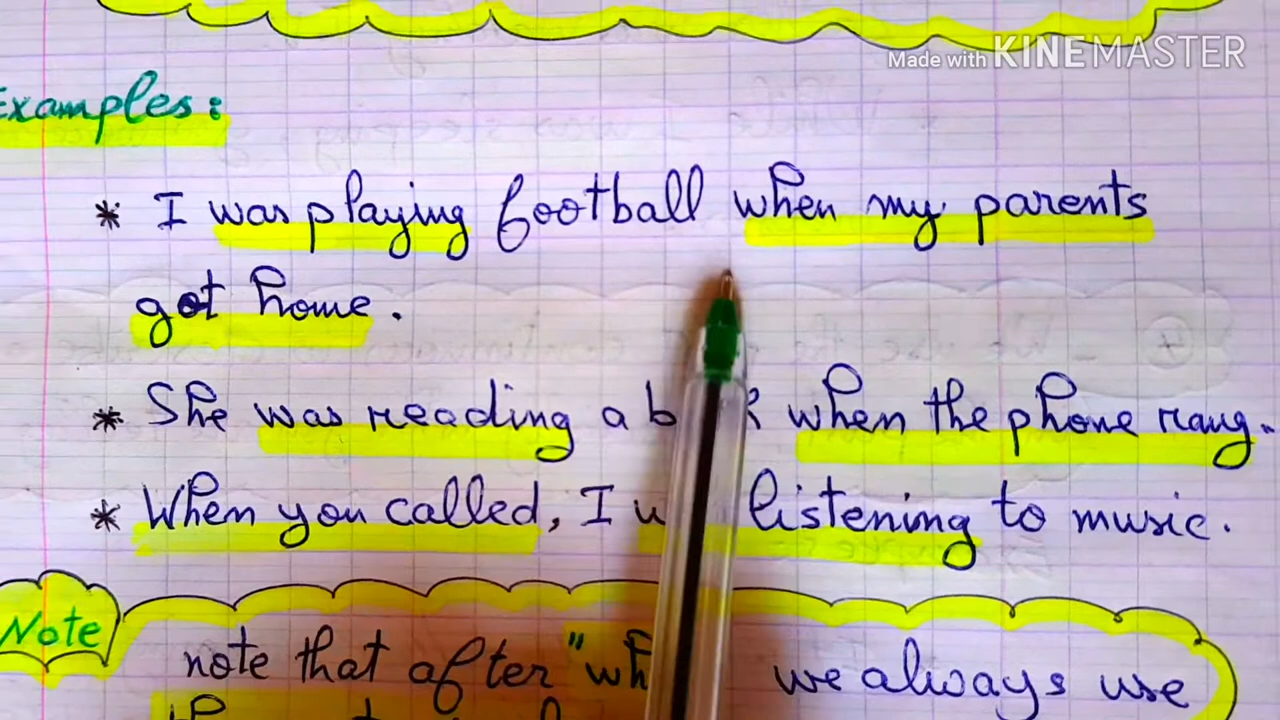 Made with KINEMASTER
Examples:
* I was playing football when my parents
got home.
* She was reading a b k when the phone rang.
* When you called, I listening to music.
Note
note that after "wh we always use